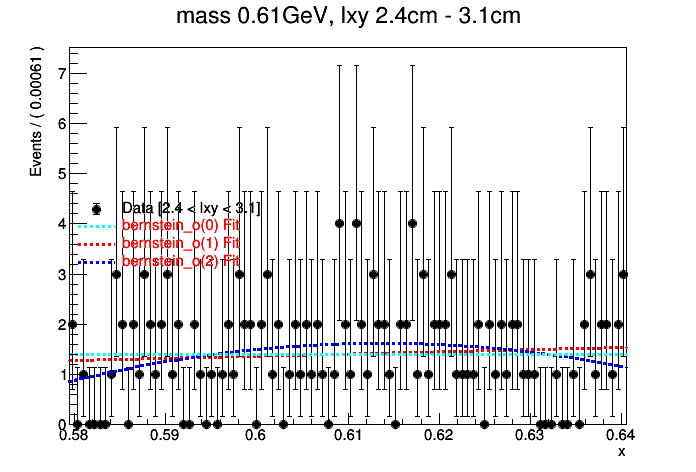 mass 0.61GeV, lxy 2.4cm - 3.1cm
Events / ( 0.00061 )
7
6
5
4
3
2
1
0
Data [2.4 < lxy < 3.1]
bernstein_o(0) Fit
bernstein_o(1) Fit
bernstein_o(2) Fit
0.58 0.59 0.6 0.61 0.62 0.63 0.64
x